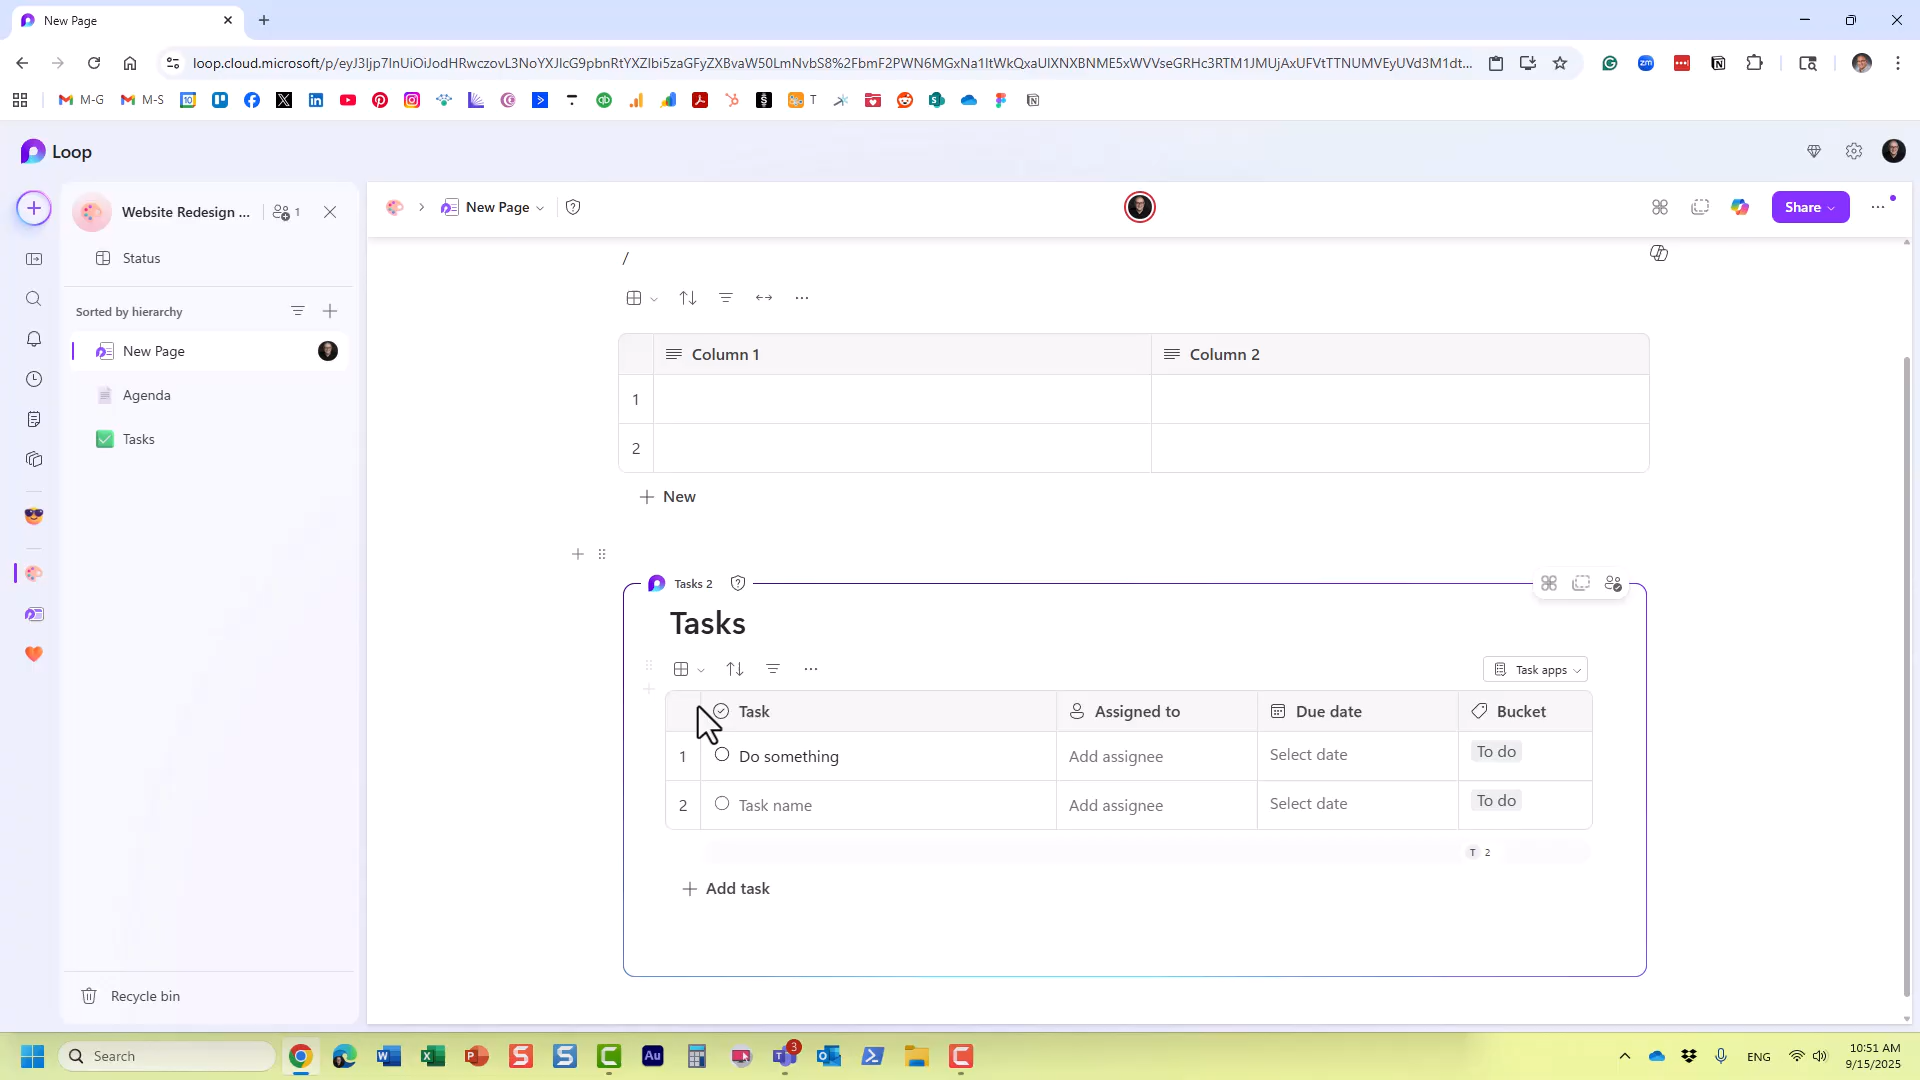 New Page
loop.cloud.microsoft/p/eyJ3Ijp7InUiOiJodHRwczovL3NoYXJlcG9pbnRtYXZlbi5zaGFyZXBvaW50LmNvbS8%2FbmF2PWN6MGxNa1ItWkQxaUlXNXBNME5xWVVseGRHc3RTM1JMUjAxUFVtTTNUMVEyUVd3M1dt...
M-G
M-S
T
Loop
Website Redesign ...
1
Status
Sorted by hierarchy
New Page
Agenda
Tasks
Recycle bin
New Page
Share
/
Column 1
Column 2
1
2
New
Tasks 2
Tasks
Task apps
Task
Assigned to
Due date
Bucket
1
Do something
Add assignee
Select date
To do
2
Task name
Add assignee
Select date
To do
T 2
Add task
Search
3
ENG
10:51 AM
9/15/2025